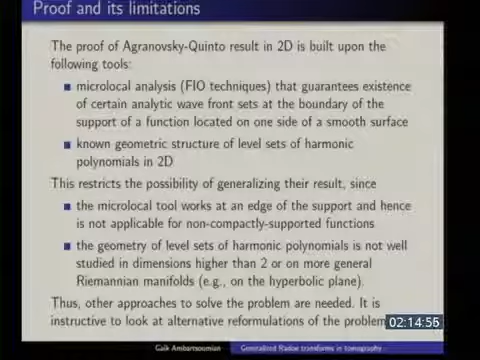 Proof and its limitations
The proof of Agranovsky-Quinto result in 2D is built upon the
following tools:
microlocal analysis (FIO techniques) that guarantees existence
of certain analytic wave front sets at the boundary of the
support of a function located on one side of a smooth surface
known geometric structure of level sets of harmonic
polynomials in 2D
This restricts the possibility of generalizing their result, since
the microlocal tool works at an edge of the support and hence
is not applicable for non-compactly-supported functions
the geometry of level sets of harmonic polynomials is not well
studied in dimensions higher than 2 or on more general
Riemannian manifolds (e.g., on the hyperbolic plane).
Thus, other approaches to solve the problem are needed. It is
instructive to look at alternative reformulations of the problem
02:14:56
Gaik Ambartsoumian
Generalized Radon transforms in tomography